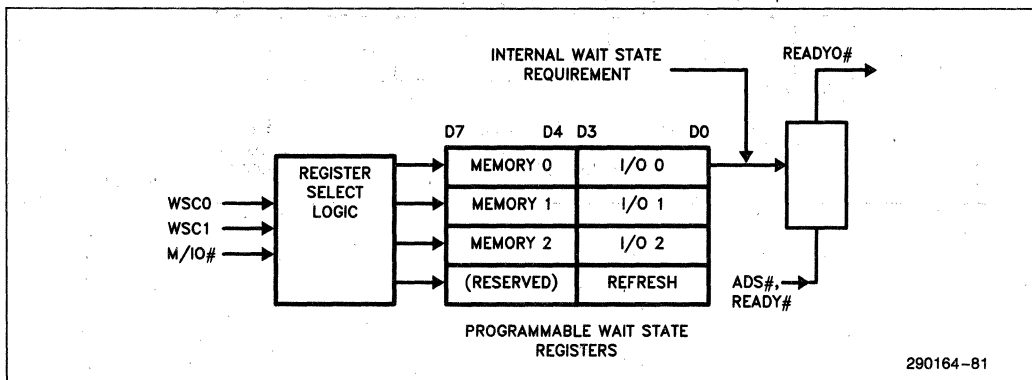 INTERNAL WAIT STATE
REQUIREMENT
READYO#
D7 D4 D3 D0
REGISTER
SELECT
LOGIC
WSC0
WSC1
M/IO#
MEMORY 0 I/O 0
MEMORY 1 I/O 1
MEMORY 2 I/O 2
(RESERVED) REFRESH
ADS#,
READY#
PROGRAMMABLE WAIT STATE
REGISTERS
290164-81